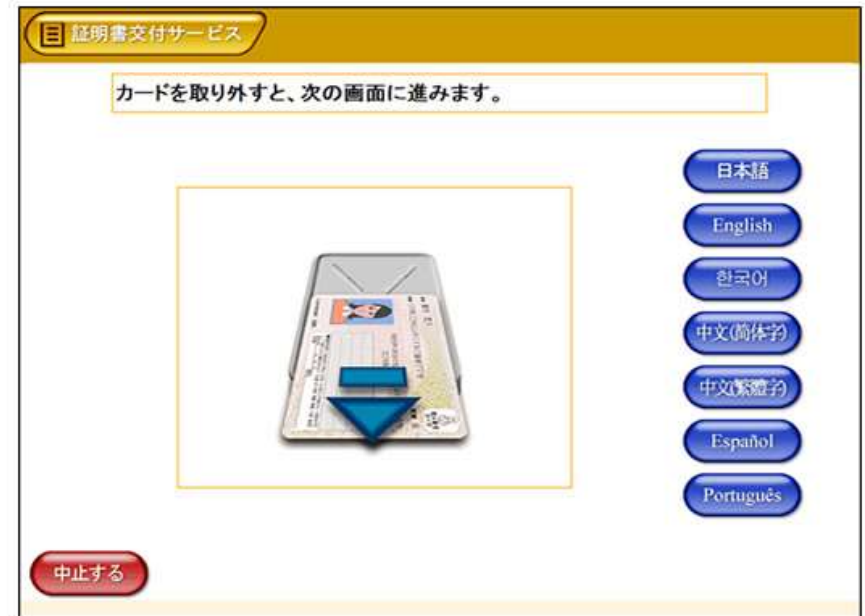 証明書交付サービス
カードを取り外すと、次の画面に進みます。
日本語
English
한국어
中文(简体字)
中文(繁體字)
Español
Português
中止する